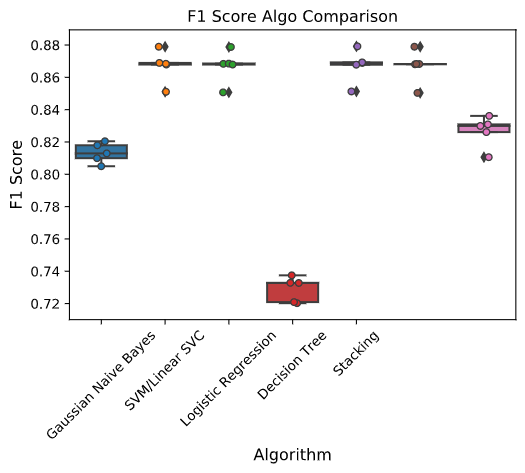 F1 Score Algo Comparison
F1 Score
0.88
0.86
0.84
0.82
0.80
0.78
0.76
0.74
0.72
Gaussian Naive Bayes
SVM/Linear SVC
Logistic Regression
Decision Tree
Stacking
Algorithm